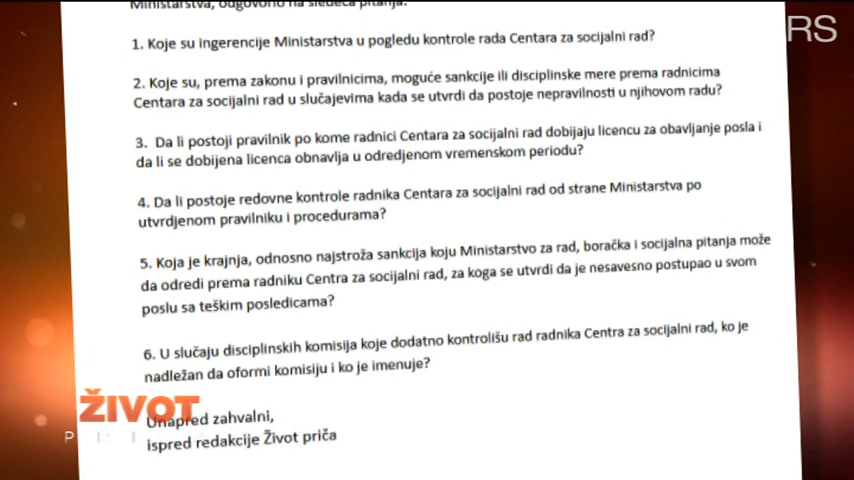 Ministarstva, odgovorio na sledeća pitanja:
RS
1. Koje su ingerencije Ministarstva u pogledu kontrole rada Centara za socijalni rad?
2. Koje su, prema zakonu i pravilnicima, moguće sankcije ili disciplinske mere prema radnicima
Centara za socijalni rad u slučajevima kada se utvrdi da postoje nepravilnosti u njihovom radu?
3. Da li postoji pravilnik po kome radnici Centara za socijalni rad dobijaju licencu za obavljanje posla i
da li se dobijena licenca obnavlja u odredjenom vremenskom periodu?
4. Da li postoje redovne kontrole radnika Centara za socijalni rad od strane Ministarstva po
utvrdjenom pravilniku i procedurama?
5. Koja je krajnja, odnosno najstroža sankcija koju Ministarstvo za rad, boračka i socijalna pitanja može
da odredi prema radniku Centra za socijalni rad, za koga se utvrdi da je nesavesno postupao u svom
poslu sa teškim posledicama?
6. U slučaju disciplinskih komisija koje dodatno kontrolišu rad radnika Centra za socijalni rad, ko je
nadležan da oformi komisiju i ko je imenuje?
Unapred zahvalni,
ispred redakcije Život priča
ŽIVOT